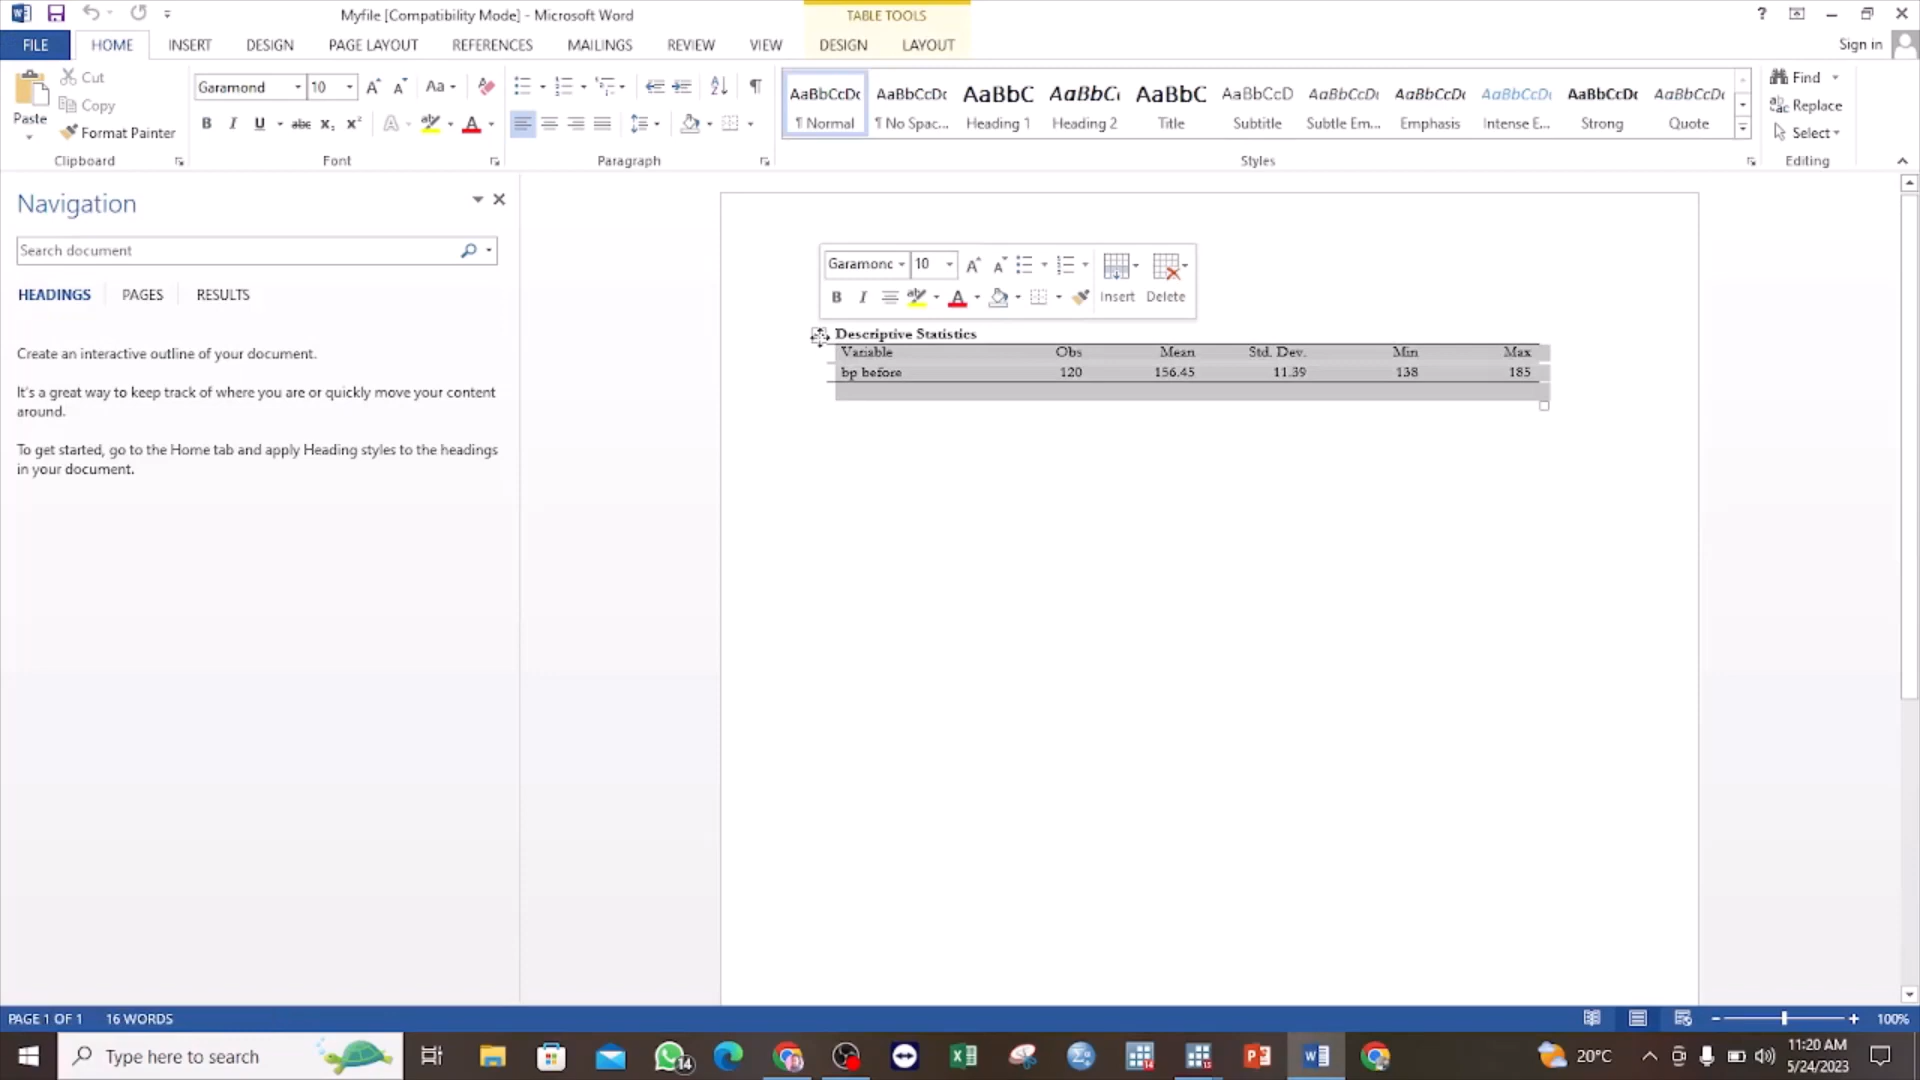 Myfile [Compatibility Mode] - Microsoft Word
TABLE TOOLS
?
FILE HOME INSERT DESIGN PAGE LAYOUT REFERENCES MAILINGS REVIEW VIEW DESIGN LAYOUT Sign in
Paste
Cut
Copy
Format Painter
Clipboard
Garamond 10 Aa
B I U abc x₂ x² A ab A
Font
Paragraph
AaBbCcDc AaBbCcDc AaBbC AaBbCc AaBbC AaBbCcD AaBbCcDc AaBbCcDc AaBbCcDc AaBbCcDc AaBbCcDc
¶ Normal ¶ No Spac... Heading 1 Heading 2 Title Subtitle Subtle Em... Emphasis Intense E... Strong Quote
Styles
Find
Replace
Select
Editing
Navigation
Search document
HEADINGS PAGES RESULTS
Create an interactive outline of your document.
It's a great way to keep track of where you are or quickly move your content
around.
To get started, go to the Home tab and apply Heading styles to the headings
in your document.
Garamonc 10
B I Insert Delete
Descriptive Statistics
Variable Obs Mean Std. Dev. Min Max
bp before 120 156.45 11.39 138 185
PAGE 1 OF 1 16 WORDS 100%
Type here to search
14
20°C
11:20 AM
5/24/2023